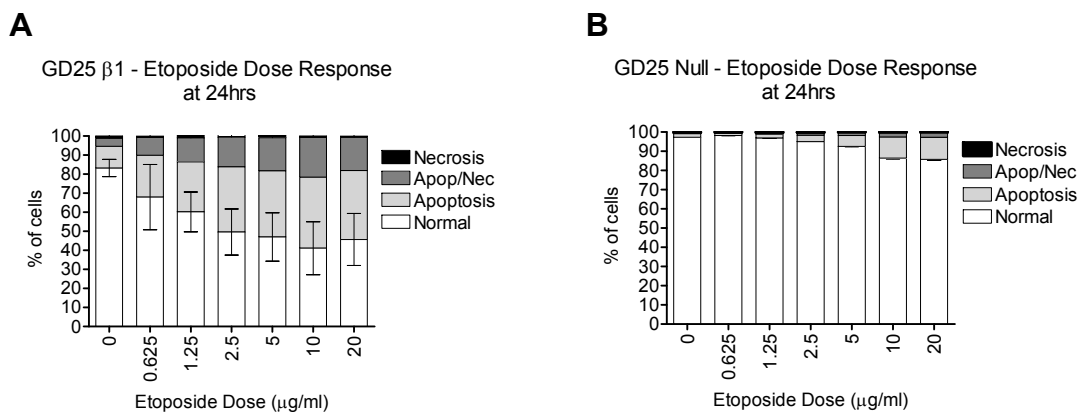 A
GD25 β1 - Etoposide Dose Response
at 24hrs
100
90
80
70
60
50
40
30
20
10
0
% of cells
0
0.625
1.25
2.5
5
10
20
Etoposide Dose (μg/ml)
Necrosis
Apop/Nec
Apoptosis
Normal
B
GD25 Null - Etoposide Dose Response
at 24hrs
100
90
80
70
60
50
40
30
20
10
0
% of cells
0
0.625
1.25
2.5
5
10
20
Etoposide Dose (μg/ml)
Necrosis
Apop/Nec
Apoptosis
Normal